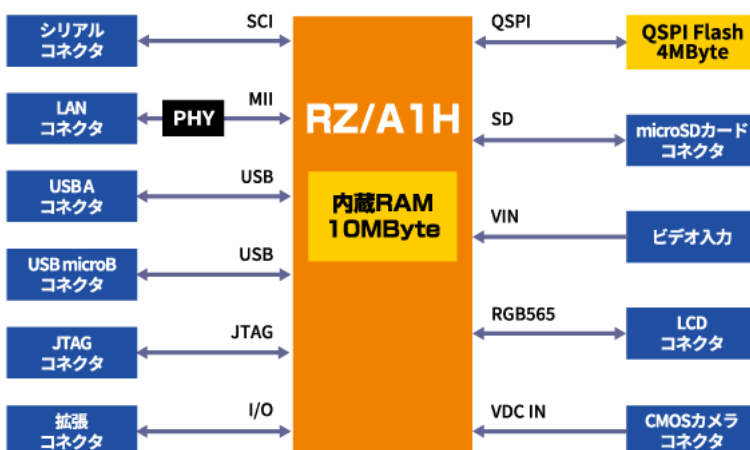 シリアル
コネクタ
SCI
LAN
コネクタ
PHY
MII
USB A
コネクタ
USB
USB microB
コネクタ
USB
JTAG
コネクタ
JTAG
拡張
コネクタ
I/O
RZ/A1H
内蔵RAM
10MByte
QSPI
QSPI Flash
4MByte
SD
microSDカード
コネクタ
VIN
ビデオ入力
RGB565
LCD
コネクタ
VDC IN
CMOSカメラ
コネクタ